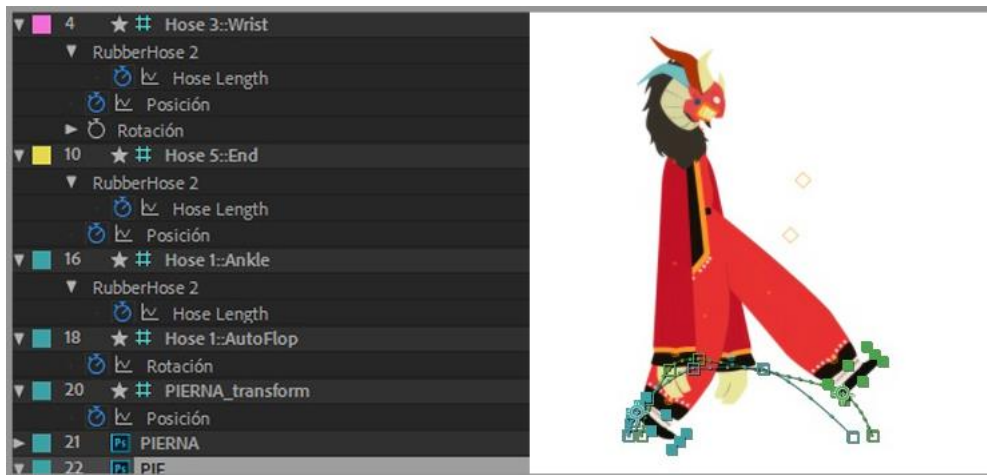 4 Hose 3::Wrist
RubberHose 2
Hose Length
Posición
Rotación
10 Hose 5::End
RubberHose 2
Hose Length
Posición
16 Hose 1::Ankle
RubberHose 2
Hose Length
18 Hose 1::AutoFlop
Rotación
20 PIERNA_transform
Posición
21 Ps PIERNA
22 Ps PIE